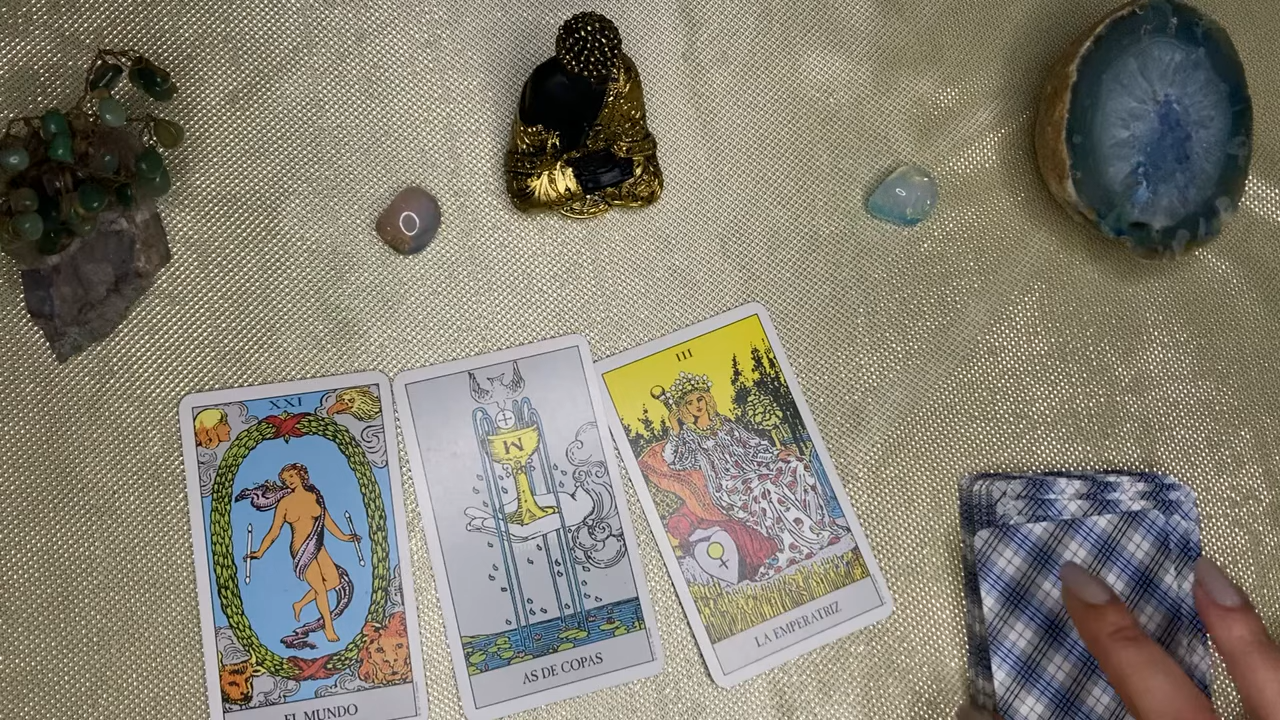 XXI
EL MUNDO
M
AS DE COPAS
III
LA EMPERATRIZ